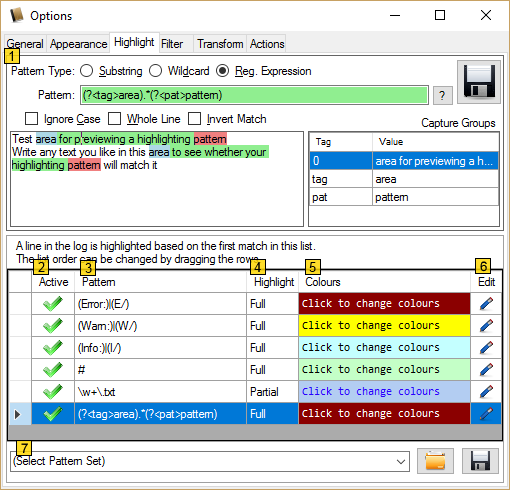 Options
General Appearance Highlight Filter Transform Actions
1
Pattern Type: Substring Wildcard Reg. Expression
Pattern: (?<tag>area).*(?<pat>pattern) ?
Ignore Case Whole Line Invert Match
Capture Groups
Test area for previewing a highlighting pattern
Write any text you like in this area to see whether your
highlighting pattern will match it
Tag Value
0 area for previewing a h...
tag area
pat pattern
A line in the log is highlighted based on the first match in this list.
The list order can be changed by dragging the rows.
2 3 4 5 6
Active Pattern Highlight Colours Edit
(Error:)|(E/) Full Click to change colours
(Warn:)|(W/) Full Click to change colours
(Info:)|(I/) Full Click to change colours
# Full Click to change colours
\w+\.txt Partial Click to change colours
(?<tag>area).*(?<pat>pattern) Full Click to change colours
7
(Select Pattern Set)